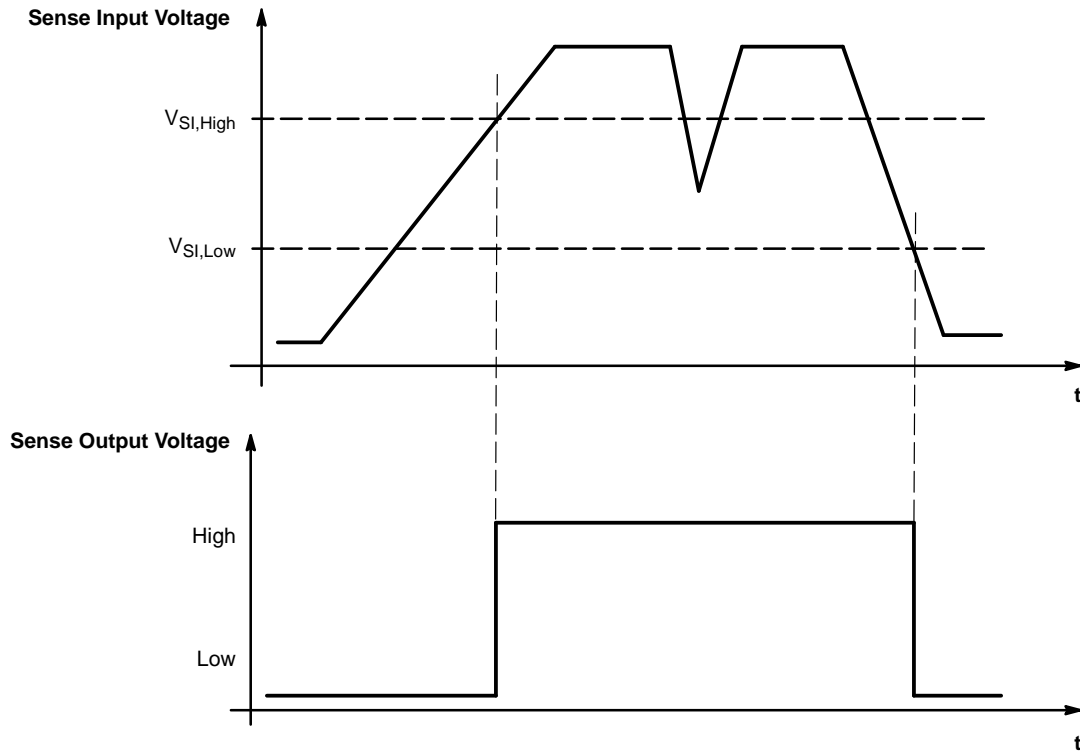 Sense Input Voltage
V_SI,High
V_SI,Low
t
Sense Output Voltage
High
Low
t